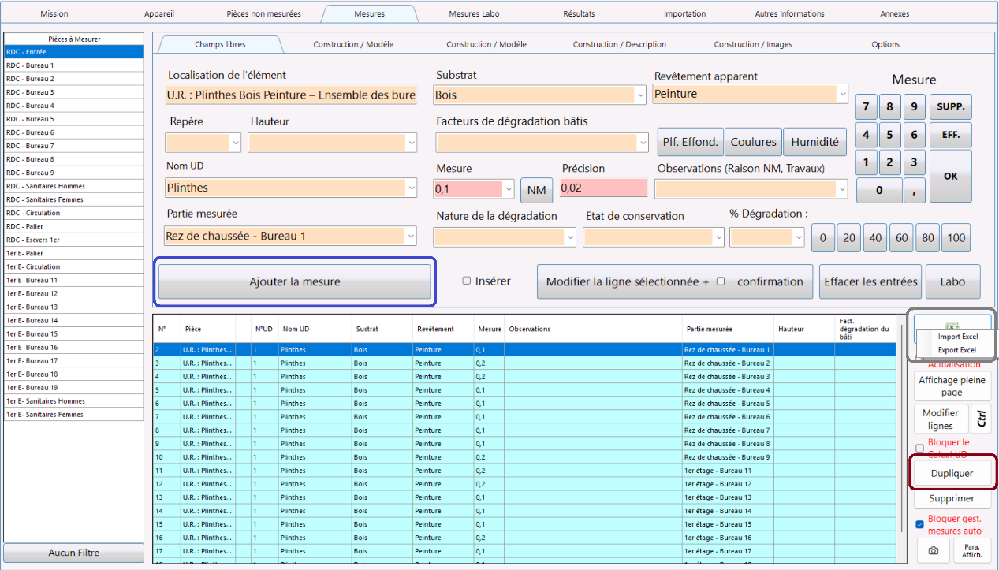 Mission Appareil Pièces non mesurées Mesures Mesures Labo Résultats Importation Autres Informations Annexes
Pièces à Mesurer
RDC - Entrée
RDC - Bureau 1
RDC - Bureau 2
RDC - Bureau 3
RDC - Bureau 4
RDC - Bureau 5
RDC - Bureau 6
RDC - Bureau 7
RDC - Bureau 8
RDC - Bureau 9
RDC - Sanitaires Hommes
RDC - Sanitaires Femmes
RDC - Circulation
RDC - Palier
RDC - Escvers 1er
1er E- Palier
1er E- Circulation
1er E- Bureau 11
1er E- Bureau 12
1er E- Bureau 13
1er E- Bureau 14
1er E- Bureau 15
1er E- Bureau 16
1er E- Bureau 17
1er E- Bureau 18
1er E- Bureau 19
1er E- Sanitaires Hommes
1er E- Sanitaires Femmes
Aucun Filtre
Champs libres Construction / Modèle Construction / Modèle Construction / Description Construction / Images Options
Localisation de l'élément Substrat Revêtement apparent Mesure
U.R. : Plinthes Bois Peinture – Ensemble des bure Bois Peinture
7 8 9 SUPP.
Repère Hauteur Facteurs de dégradation bâtis
4 5 6 EFF.
Plf. Effond. Coulures Humidité
1 2 3 OK
Nom UD Mesure Précision Observations (Raison NM, Travaux)
Plinthes 0,1 NM 0,02
0 ,
Partie mesurée Nature de la dégradation Etat de conservation % Dégradation :
Rez de chaussée - Bureau 1 0 20 40 60 80 100
Ajouter la mesure Insérer Modifier la ligne sélectionnée + confirmation Effacer les entrées Labo
N° Pièce N°UD Nom UD Sustrat Revêtement Mesure Observations Partie mesurée Hauteur Fact. dégradation du bâti
2 U.R. : Plinthes... 1 Plinthes Bois Peinture 0,1 Rez de chaussée - Bureau 1
3 U.R. : Plinthes... 1 Plinthes Bois Peinture 0,2 Rez de chaussée - Bureau 2
4 U.R. : Plinthes... 1 Plinthes Bois Peinture 0,2 Rez de chaussée - Bureau 3
5 U.R. : Plinthes... 1 Plinthes Bois Peinture 0,1 Rez de chaussée - Bureau 4
6 U.R. : Plinthes... 1 Plinthes Bois Peinture 0,2 Rez de chaussée - Bureau 5
7 U.R. : Plinthes... 1 Plinthes Bois Peinture 0,1 Rez de chaussée - Bureau 6
8 U.R. : Plinthes... 1 Plinthes Bois Peinture 0,1 Rez de chaussée - Bureau 7
9 U.R. : Plinthes... 1 Plinthes Bois Peinture 0,1 Rez de chaussée - Bureau 8
10 U.R. : Plinthes... 1 Plinthes Bois Peinture 0,2 Rez de chaussée - Bureau 9
11 U.R. : Plinthes... 1 Plinthes Bois Peinture 0,2 1er étage - Bureau 11
12 U.R. : Plinthes... 1 Plinthes Bois Peinture 0,2 1er étage - Bureau 12
13 U.R. : Plinthes... 1 Plinthes Bois Peinture 0,1 1er étage - Bureau 13
14 U.R. : Plinthes... 1 Plinthes Bois Peinture 0,1 1er étage - Bureau 14
15 U.R. : Plinthes... 1 Plinthes Bois Peinture 0,1 1er étage - Bureau 15
16 U.R. : Plinthes... 1 Plinthes Bois Peinture 0,2 1er étage - Bureau 16
17 U.R. : Plinthes... 1 Plinthes Bois Peinture 0,1 1er étage - Bureau 17
Import Excel
Export Excel
Actualisation
Affichage pleine
page
Modifier
lignes
Ctrl
Bloquer le
Calcul UD
Dupliquer
Supprimer
Bloquer gest.
mesures auto
Para.
Affich.